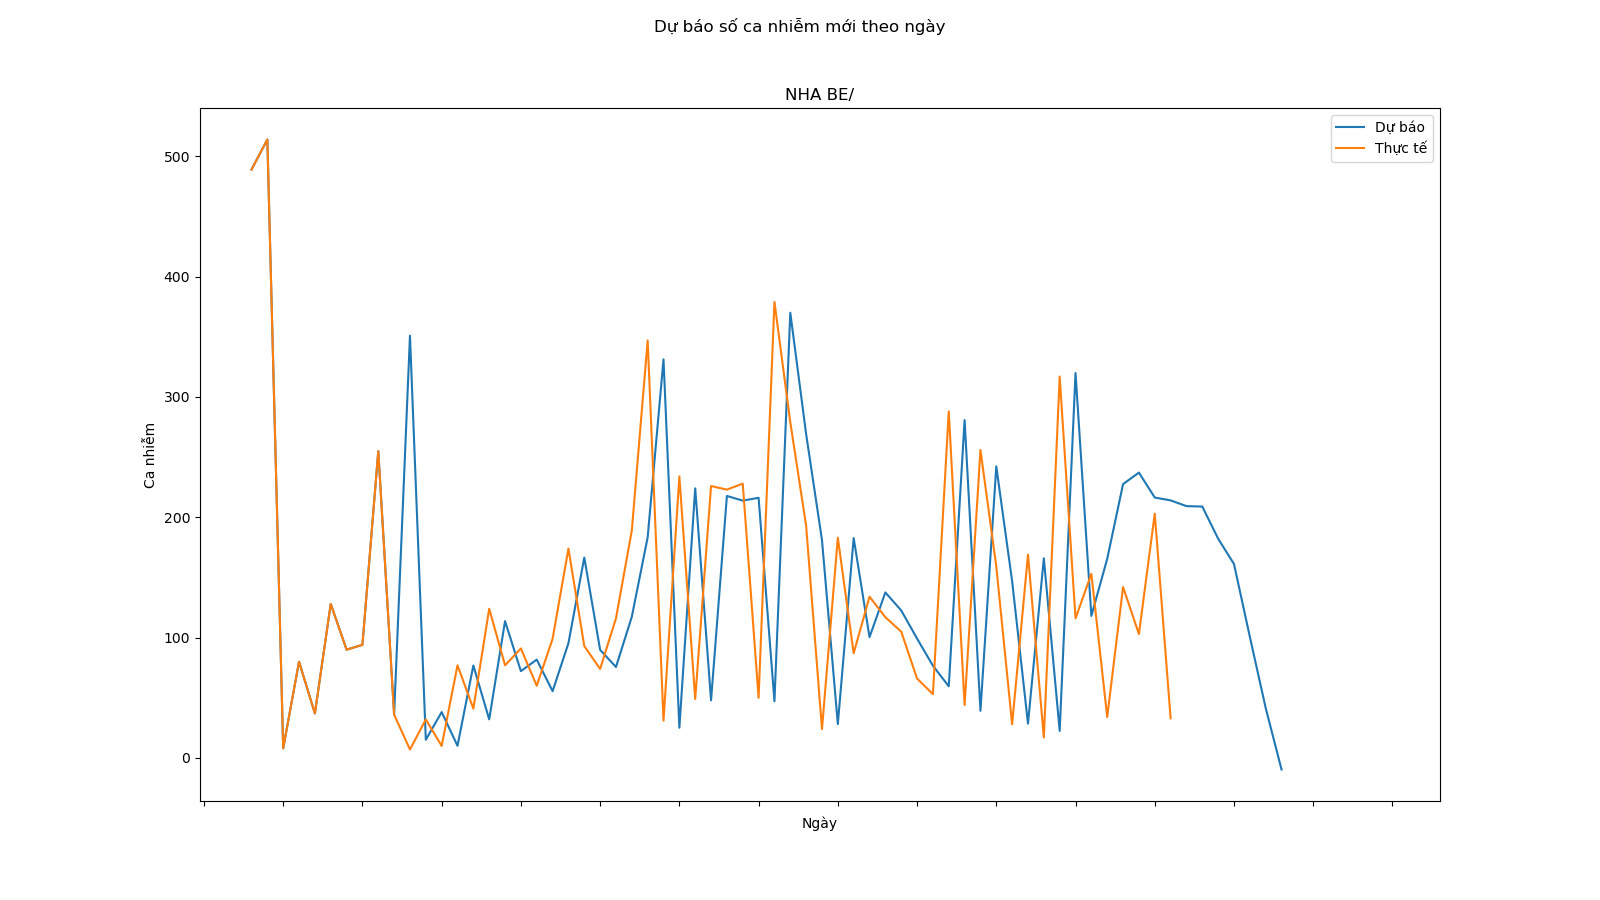 Dự báo số ca nhiễm mới theo ngày
NHA BE/
Dự báo
Thực tế
500
400
300
200
100
0
Ca nhiễm
Ngày